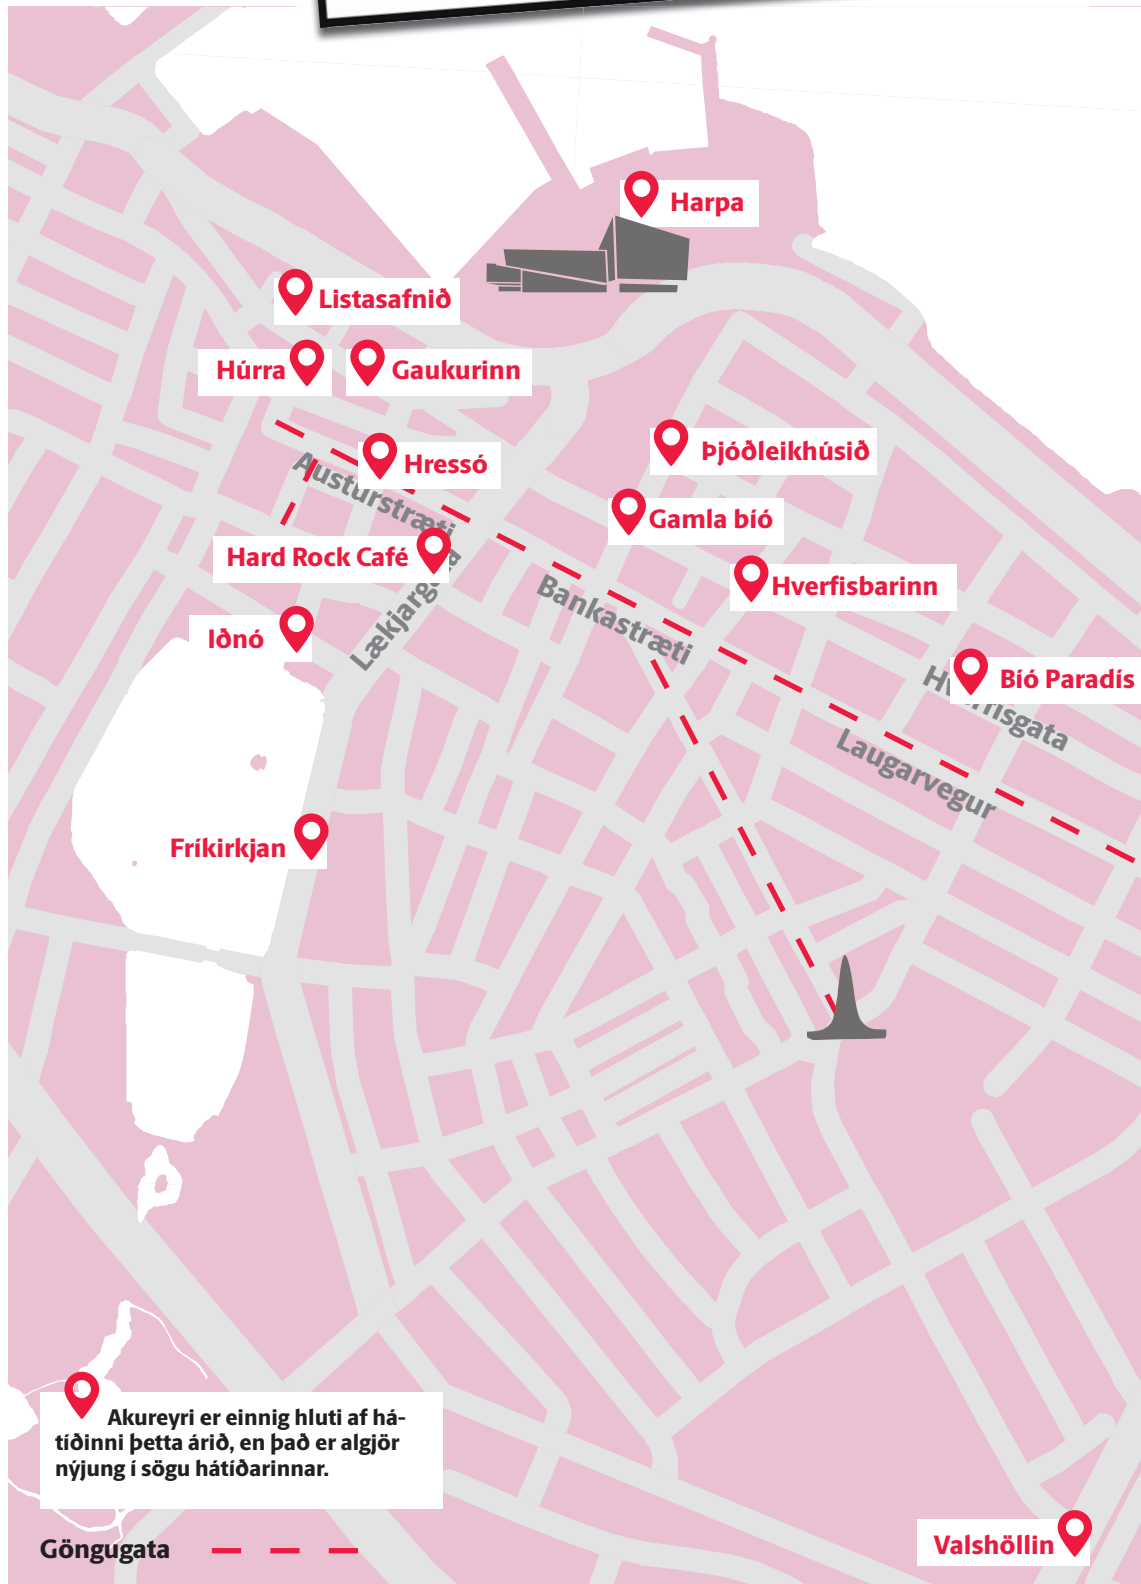 Harpa
Listasafnið
Húrra
Gaukurinn
Þjóðleikhúsið
Hressó
Austurstræti
Gamla bíó
Hard Rock Café
Hverfisbarinn
Bankastræti
Lækjargata
Iðnó
Bíó Paradís
Hverfisgata
Laugarvegur
Fríkirkjan
Akureyri er einnig hluti af há-
tíðinni þetta árið, en það er algjör
nýjung í sögu hátíðarinnar.
Göngugata
Valshöllin